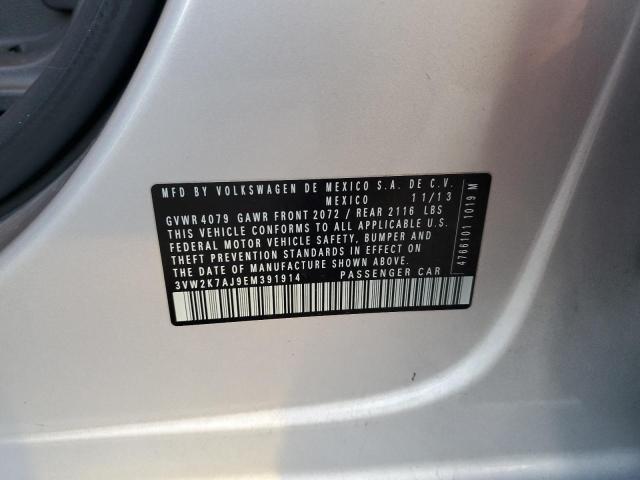 MFD BY VOLKSWAGEN DE MEXICO S.A. DE C.V.
MEXICO 11/13
GVWR 4079 GAWR FRONT 2072 / REAR 2116 LBS
THIS VEHICLE CONFORMS TO ALL APPLICABLE U.S.
FEDERAL MOTOR VEHICLE SAFETY, BUMPER AND
THEFT PREVENTION STANDARDS IN EFFECT ON
THE DATE OF MANUFACTURE SHOWN ABOVE.
3VW2K7AJ9EM391914 PASSENGER CAR
4766101 1019 M